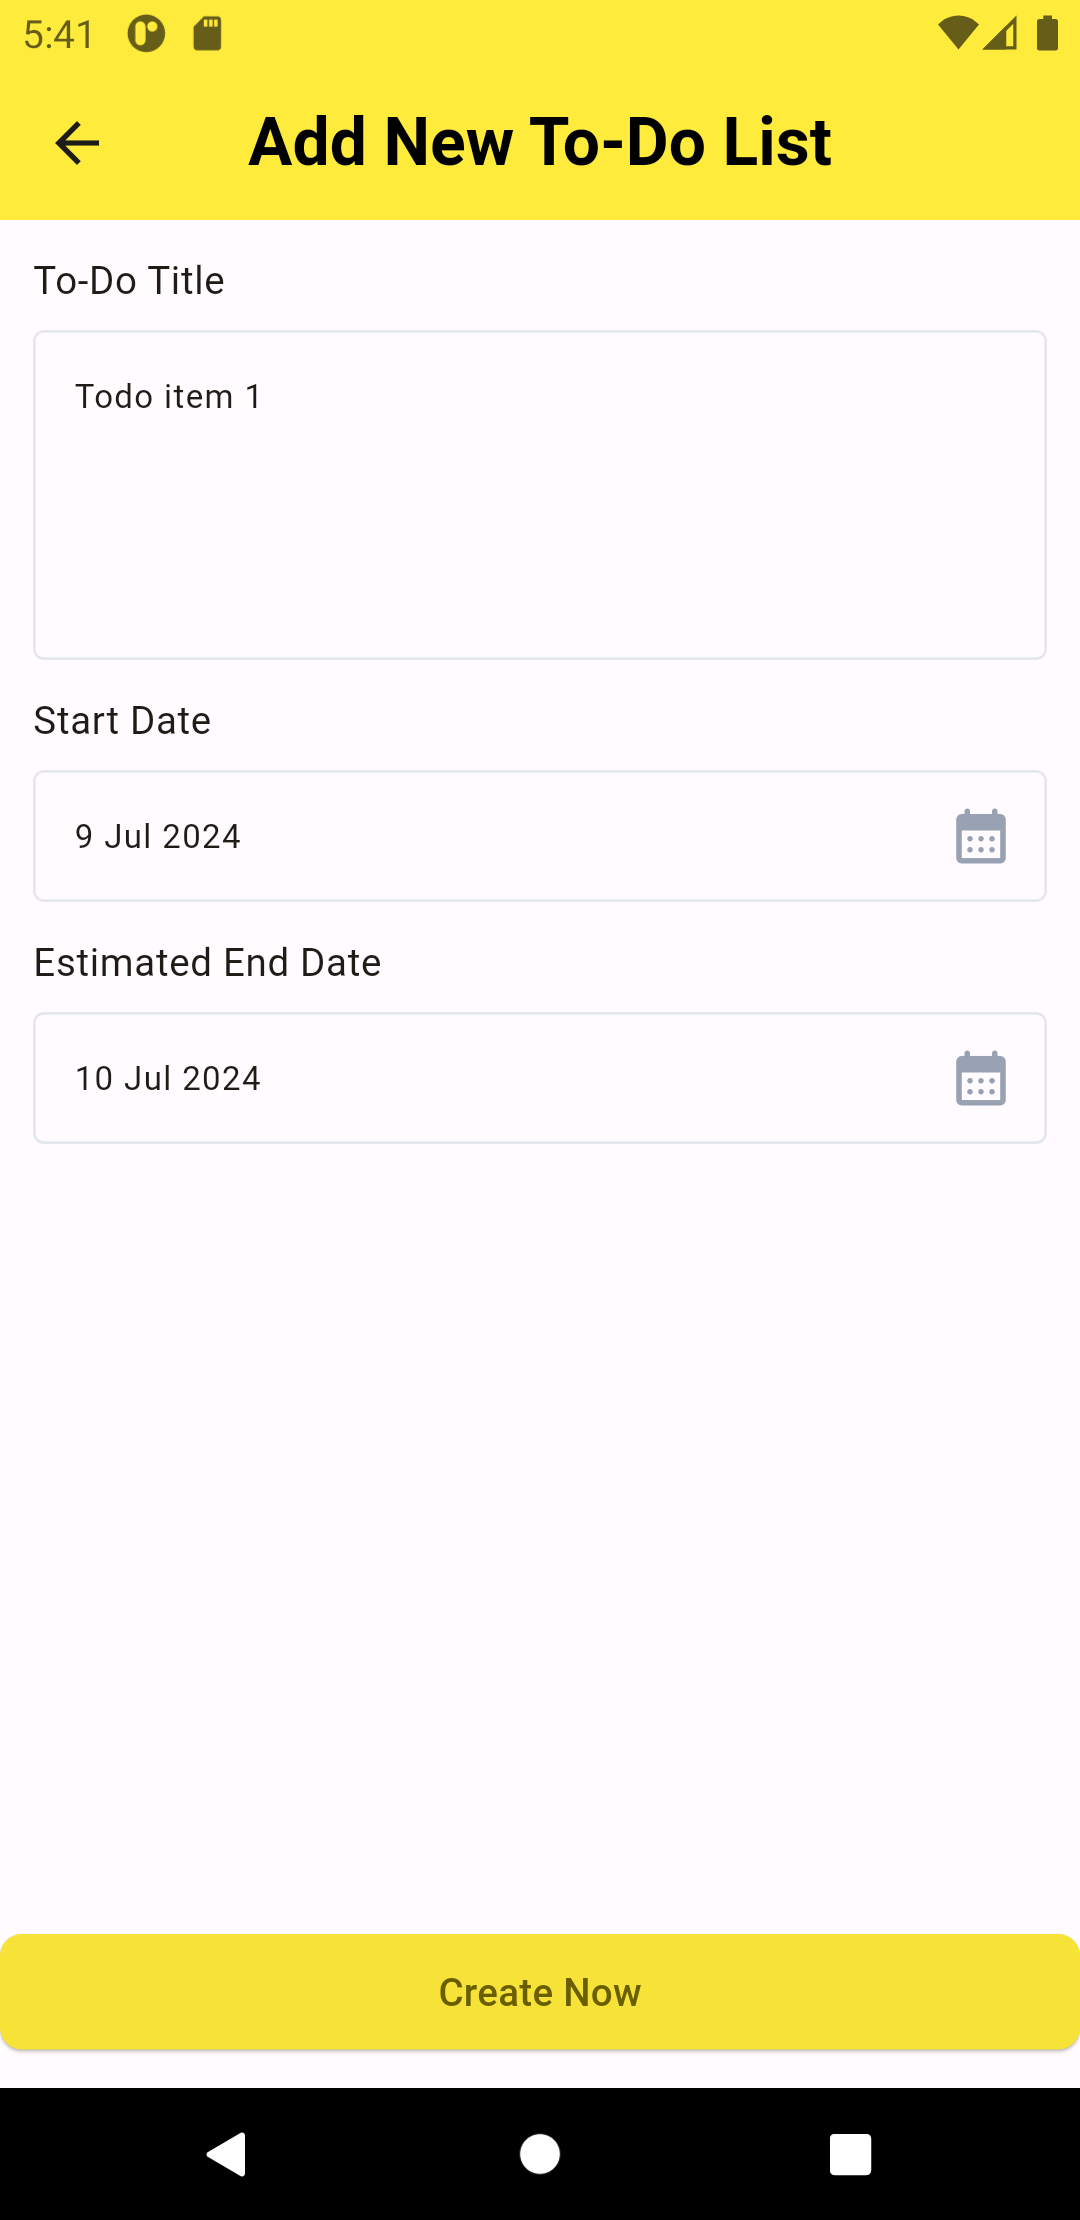 5:41
Add New To-Do List
To-Do Title
Todo item 1
Start Date
9 Jul 2024
Estimated End Date
10 Jul 2024
Create Now